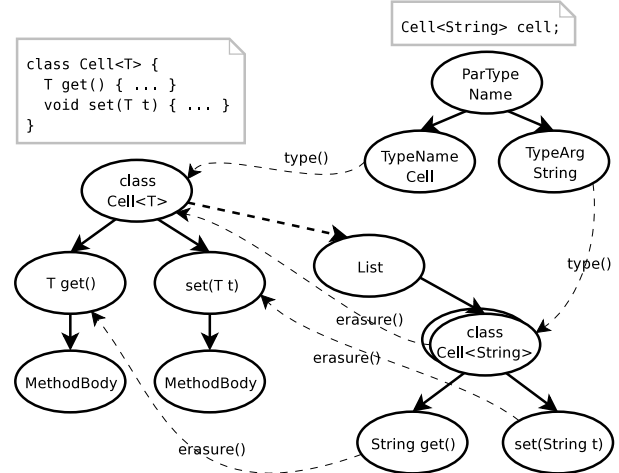 Cell<String> cell;
class Cell<T> {
T get() { ... }
void set(T t) { ... }
}
ParType
Name
type()
TypeName
Cell
TypeArg
String
class
Cell<T>
List
type()
T get()
set(T t)
erasure()
class
Cell<String>
erasure()
MethodBody
MethodBody
erasure()
String get()
set(String t)